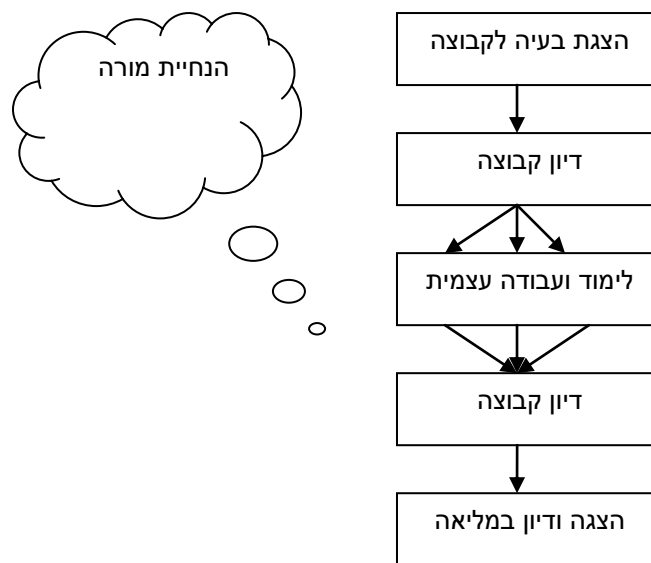 הנחיית מורה
הצגת בעיה לקבוצה
דיון קבוצה
לימוד ועבודה עצמית
דיון קבוצה
הצגה ודיון במליאה